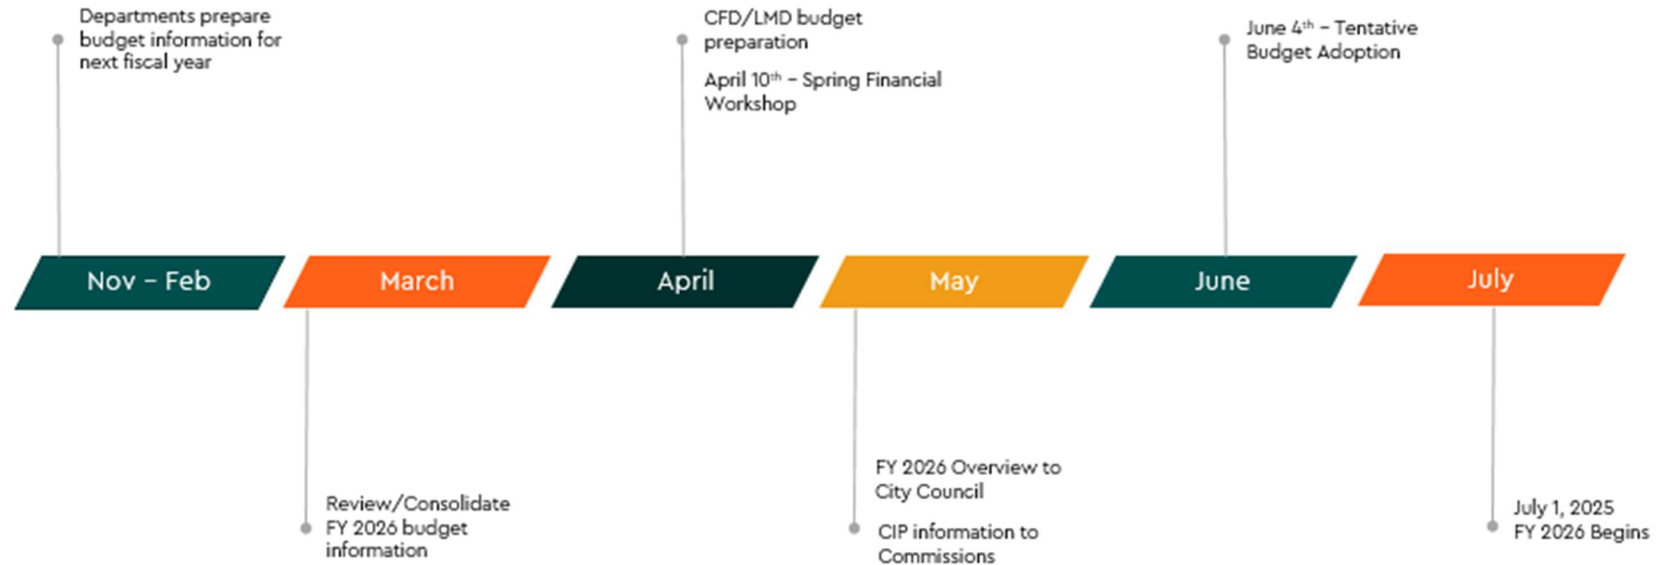 Departments prepare
budget information for
next fiscal year
CFD/LMD budget
preparation
April 10th – Spring Financial
Workshop
June 4th – Tentative
Budget Adoption
Nov – Feb
March
April
May
June
July
Review/Consolidate
FY 2026 budget
information
FY 2026 Overview to
City Council
CIP information to
Commissions
July 1, 2025
FY 2026 Begins